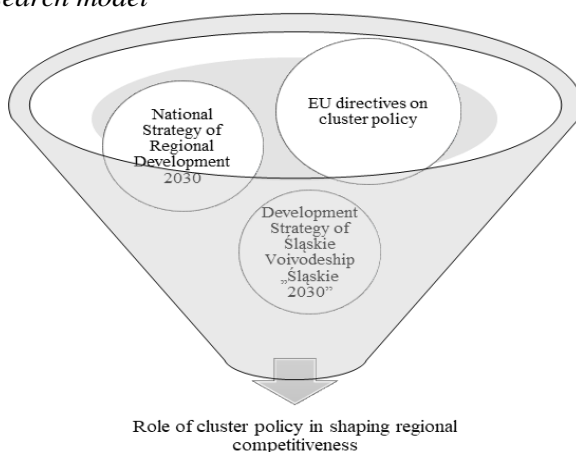 search model
National
Strategy of
Regional
Development
2030
EU directives on
cluster policy
Development
Strategy of
Śląskie
Voivodeship
„Śląskie
2030”
Role of cluster policy in shaping regional
competitiveness